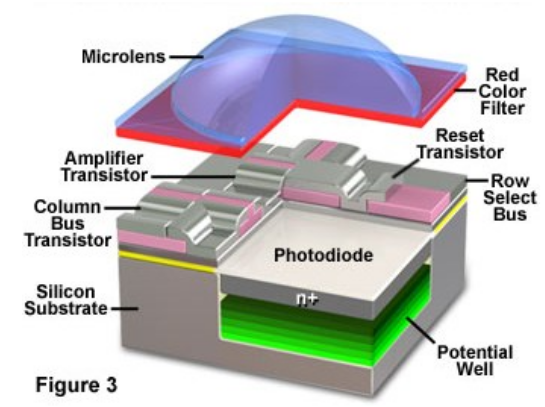 Microlens
Red
Color
Filter
Reset
Transistor
Amplifier
Transistor
Row
Select
Bus
Column
Bus
Transistor
Photodiode
n+
Silicon
Substrate
Potential
Well
Figure 3